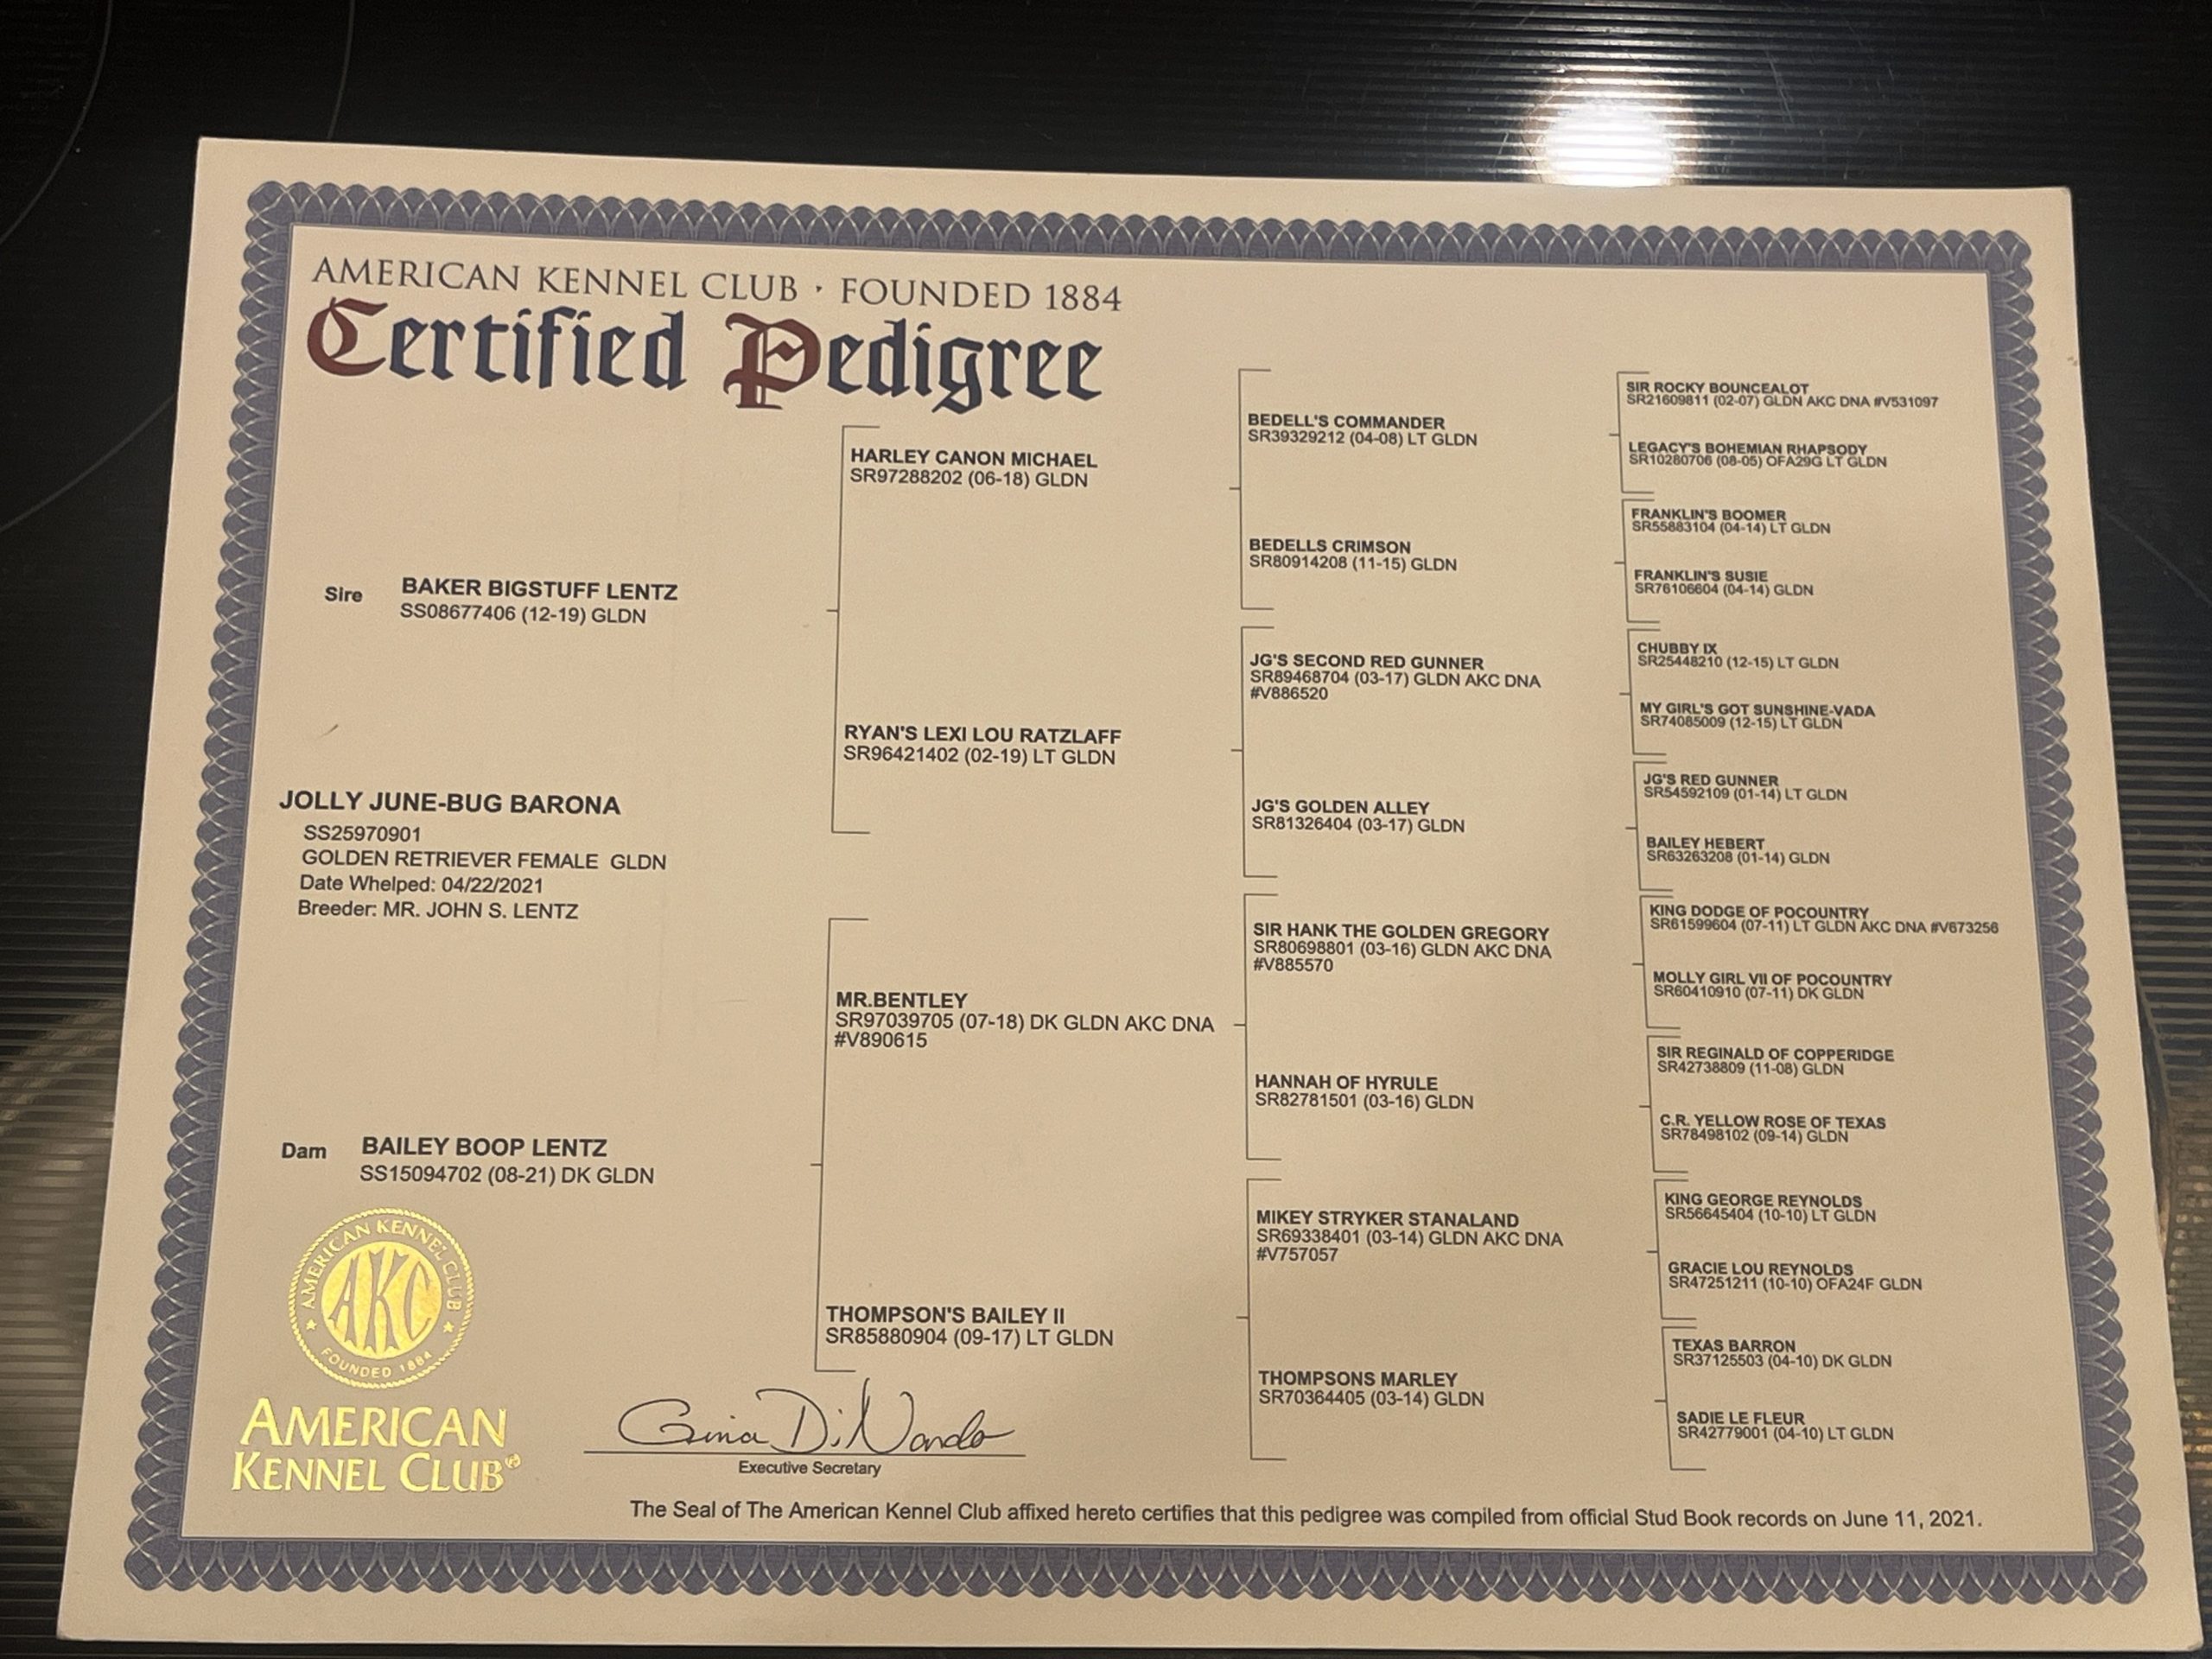 AMERICAN KENNEL CLUB · FOUNDED 1884
Certified Pedigree
Sire
BAKER BIGSTUFF LENTZ
SS08677406 (12-19) GLDN
JOLLY JUNE-BUG BARONA
SS25970901
GOLDEN RETRIEVER FEMALE GLDN
Date Whelped: 04/22/2021
Breeder: MR. JOHN S. LENTZ
Dam
BAILEY BOOP LENTZ
SS15094702 (08-21) DK GLDN
HARLEY CANON MICHAEL
SR97288202 (06-18) GLDN
RYAN'S LEXI LOU RATZLAFF
SR96421402 (02-19) LT GLDN
MR.BENTLEY
SR97039705 (07-18) DK GLDN AKC DNA
#V890615
THOMPSON'S BAILEY II
SR85880904 (09-17) LT GLDN
BEDELL'S COMMANDER
SR39329212 (04-08) LT GLDN
BEDELLS CRIMSON
SR80914208 (11-15) GLDN
JG'S SECOND RED GUNNER
SR89468704 (03-17) GLDN AKC DNA
#V886520
JG'S GOLDEN ALLEY
SR81326404 (03-17) GLDN
SIR HANK THE GOLDEN GREGORY
SR80698801 (03-16) GLDN AKC DNA
#V885570
HANNAH OF HYRULE
SR82781501 (03-16) GLDN
MIKEY STRYKER STANALAND
SR69338401 (03-14) GLDN AKC DNA
#V757057
THOMPSONS MARLEY
SR70364405 (03-14) GLDN
SIR ROCKY BOUNCEALOT
SR21609811 (02-07) GLDN AKC DNA #V531097
LEGACY'S BOHEMIAN RHAPSODY
SR10280706 (08-05) OFA29G LT GLDN
FRANKLIN'S BOOMER
SR55883104 (04-14) LT GLDN
FRANKLIN'S SUSIE
SR76106604 (04-14) GLDN
CHUBBY IX
SR25448210 (12-15) LT GLDN
MY GIRL'S GOT SUNSHINE-VADA
SR74085009 (12-15) LT GLDN
JG'S RED GUNNER
SR54592109 (01-14) LT GLDN
BAILEY HEBERT
SR63263208 (01-14) GLDN
KING DODGE OF POCOUNTRY
SR61599604 (07-11) LT GLDN AKC DNA #V673256
MOLLY GIRL VII OF POCOUNTRY
SR60410910 (07-11) DK GLDN
SIR REGINALD OF COPPERIDGE
SR42738809 (11-08) GLDN
C.R. YELLOW ROSE OF TEXAS
SR78498102 (09-14) GLDN
KING GEORGE REYNOLDS
SR56645404 (10-10) LT GLDN
GRACIE LOU REYNOLDS
SR47251211 (10-10) OFA24F GLDN
TEXAS BARRON
SR37125503 (04-10) DK GLDN
SADIE LE FLEUR
SR42779001 (04-10) LT GLDN
AMERICAN KENNEL CLUB
AKC
FOUNDED 1884
AMERICAN
KENNEL CLUB®
Gina DiNardo
Executive Secretary
The Seal of The American Kennel Club affixed hereto certifies that this pedigree was compiled from official Stud Book records on June 11, 2021.